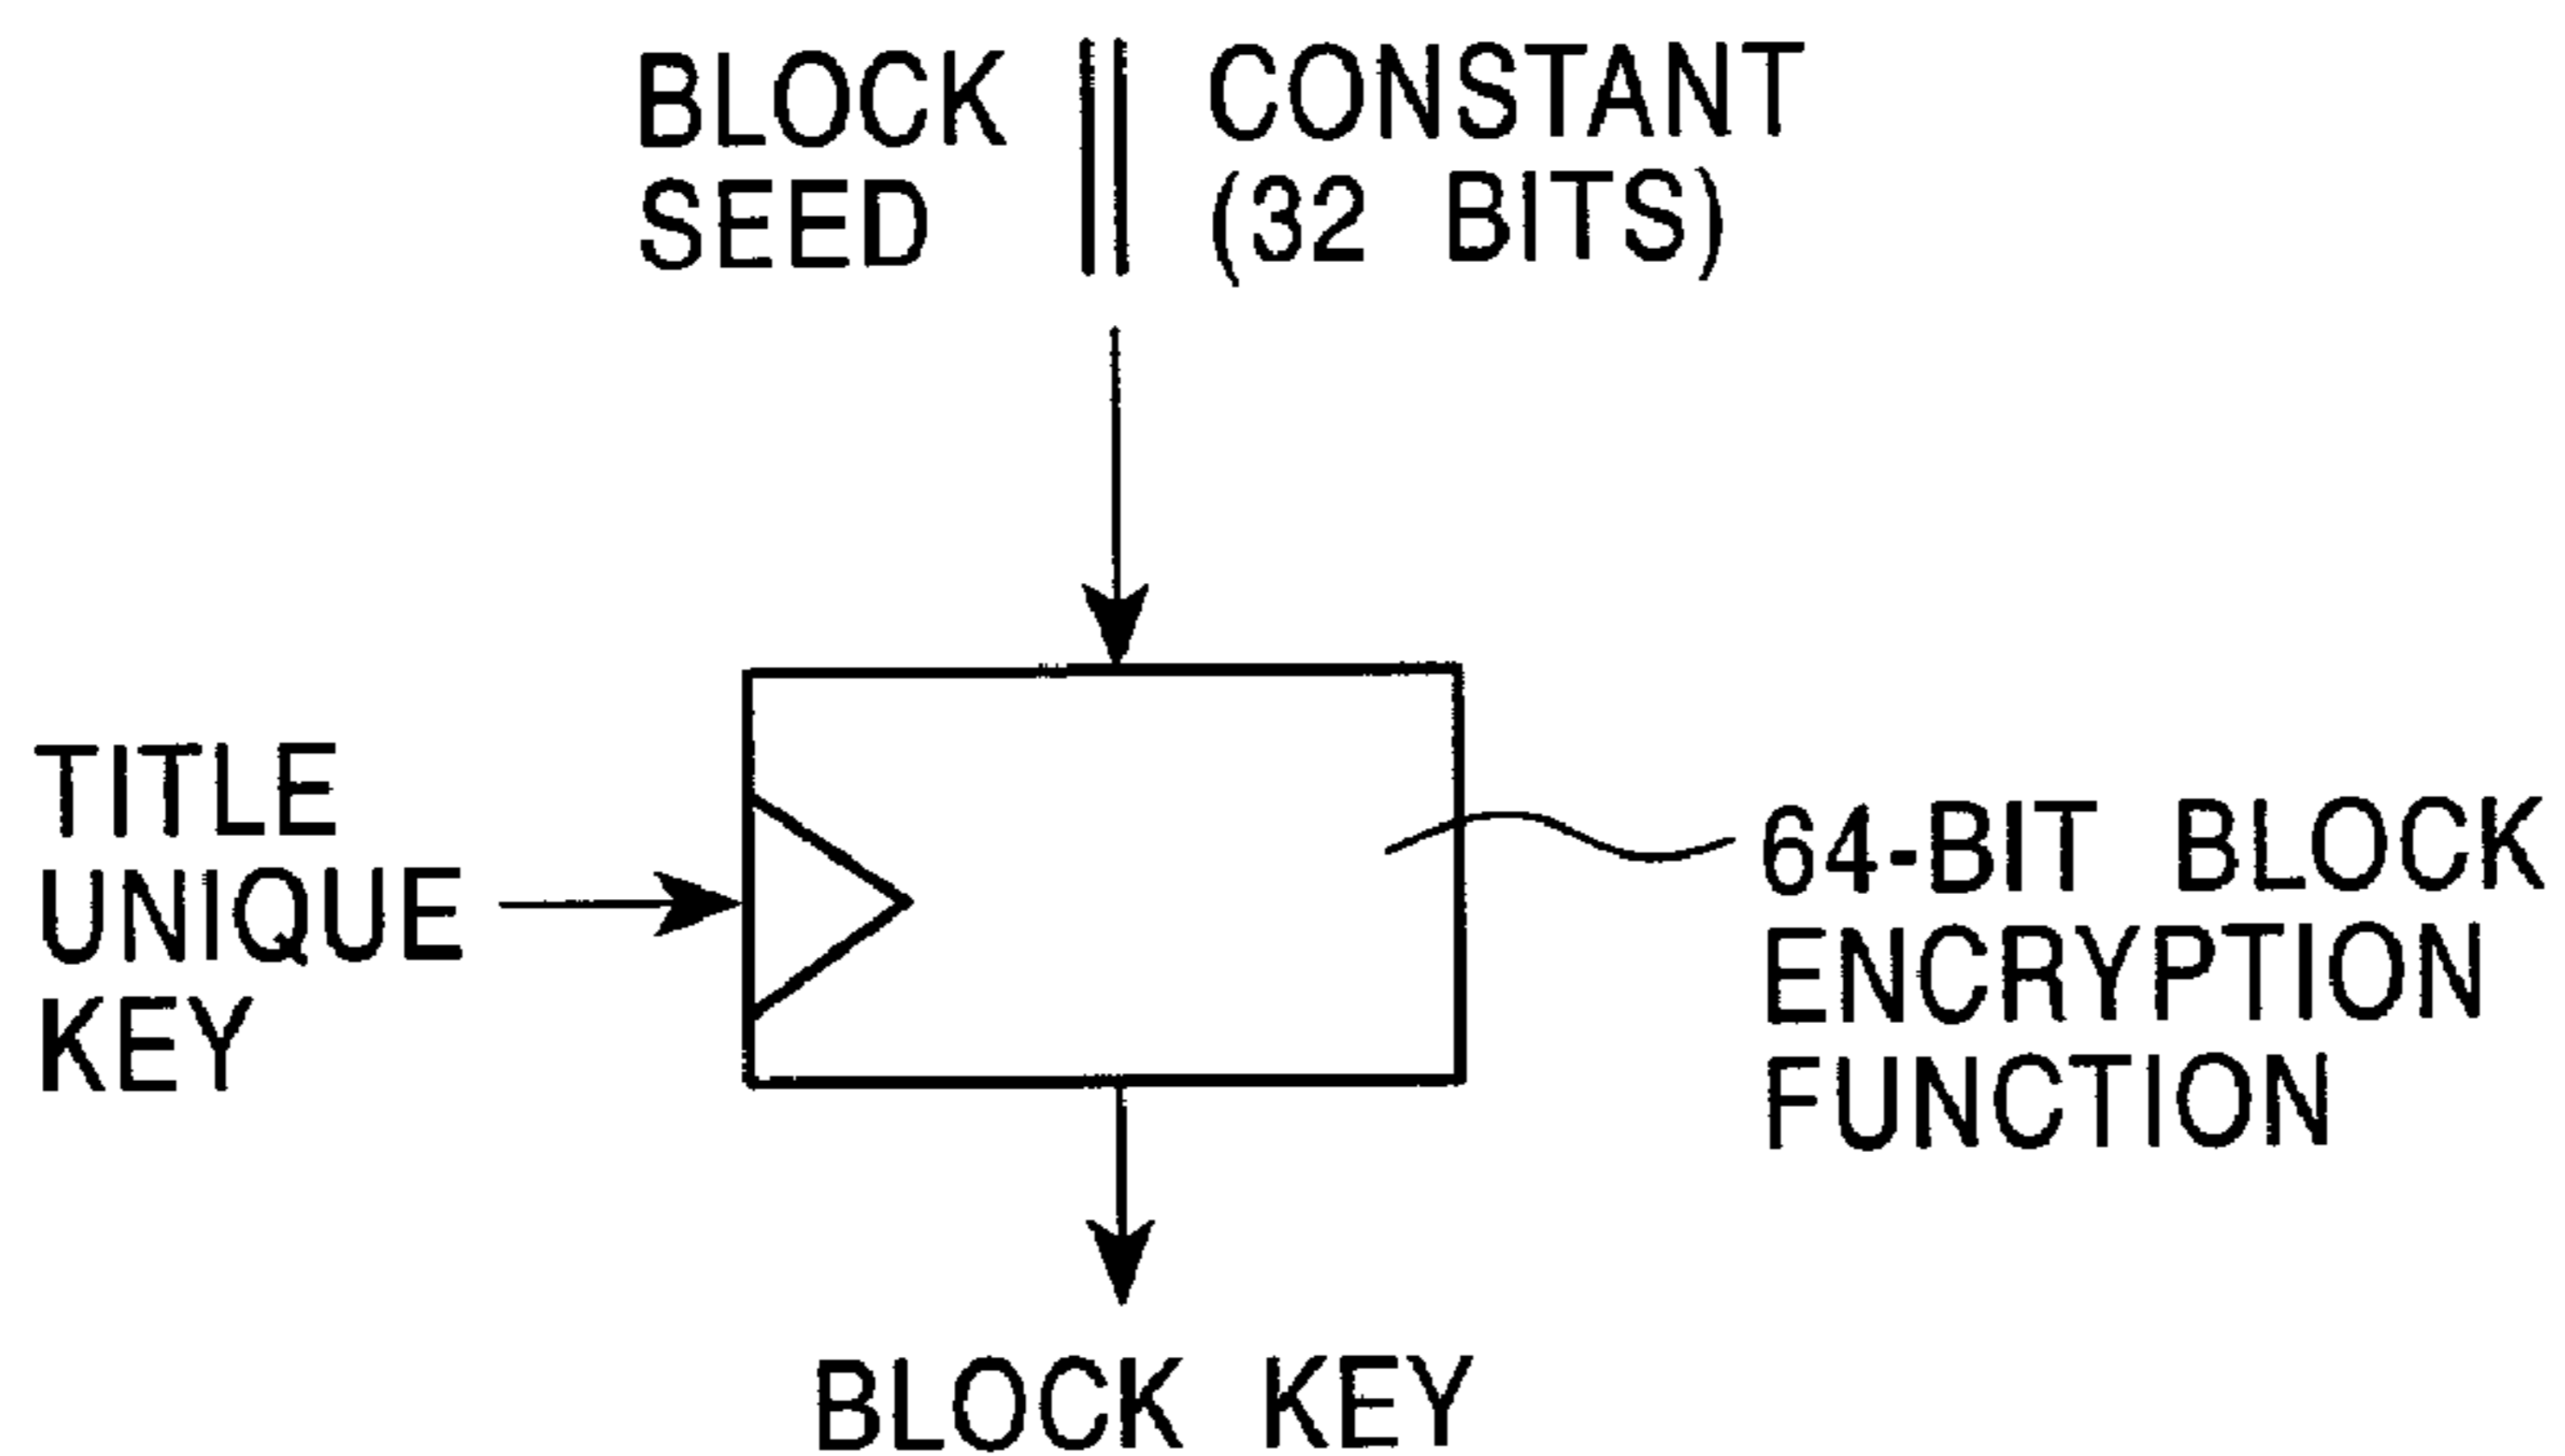 BLOCK SEED || CONSTANT (32 BITS)
TITLE
UNIQUE
KEY
64-BIT BLOCK
ENCRYPTION
FUNCTION
BLOCK KEY